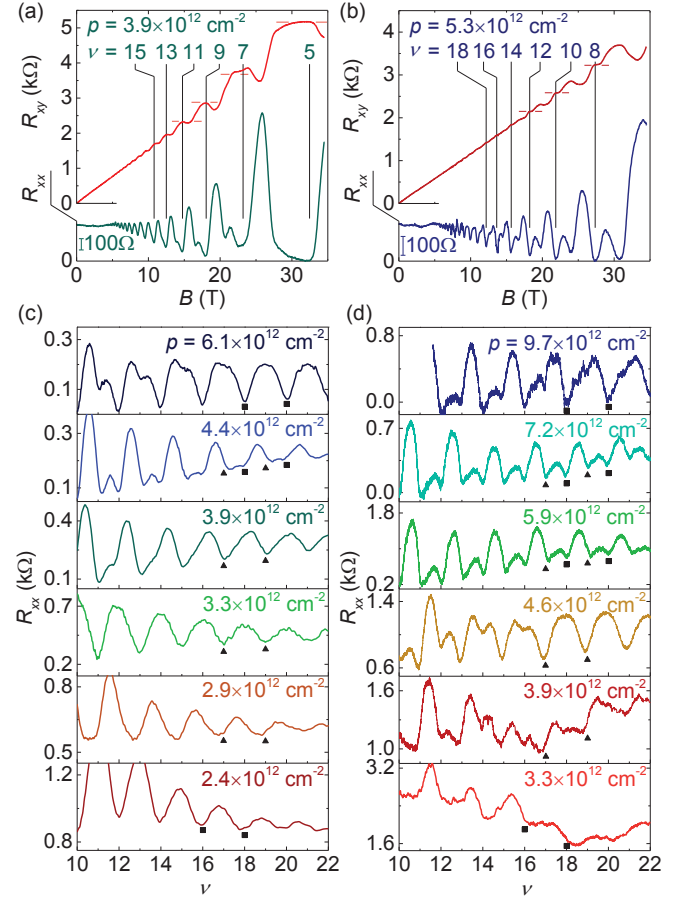 (a)
p = 3.9×10¹² cm⁻²
ν = 15 13 11 9 7 5
R_xy (kΩ)
5
4
3
2
1
0
R_xx
100Ω
0
0 10 20 30
B (T)
(b)
p = 5.3×10¹² cm⁻²
ν = 18 16 14 12 10 8
R_xy (kΩ)
5
4
3
2
1
0
R_xx
100Ω
0
0 10 20 30
B (T)
(c)
R_xx (kΩ)
p = 6.1×10¹² cm⁻²
0.3
0.1
4.4×10¹² cm⁻²
0.3
0.1
3.9×10¹² cm⁻²
0.4
0.1
3.3×10¹² cm⁻²
0.7
0.2
2.9×10¹² cm⁻²
0.8
0.5
2.4×10¹² cm⁻²
1.2
0.8
10 12 14 16 18 20 22
ν
(d)
R_xx (kΩ)
p = 9.7×10¹² cm⁻²
0.8
0.0
7.2×10¹² cm⁻²
0.7
0.0
5.9×10¹² cm⁻²
1.8
0.2
4.6×10¹² cm⁻²
1.4
0.6
3.9×10¹² cm⁻²
1.6
1.0
3.3×10¹² cm⁻²
3.2
1.6
10 12 14 16 18 20 22
ν